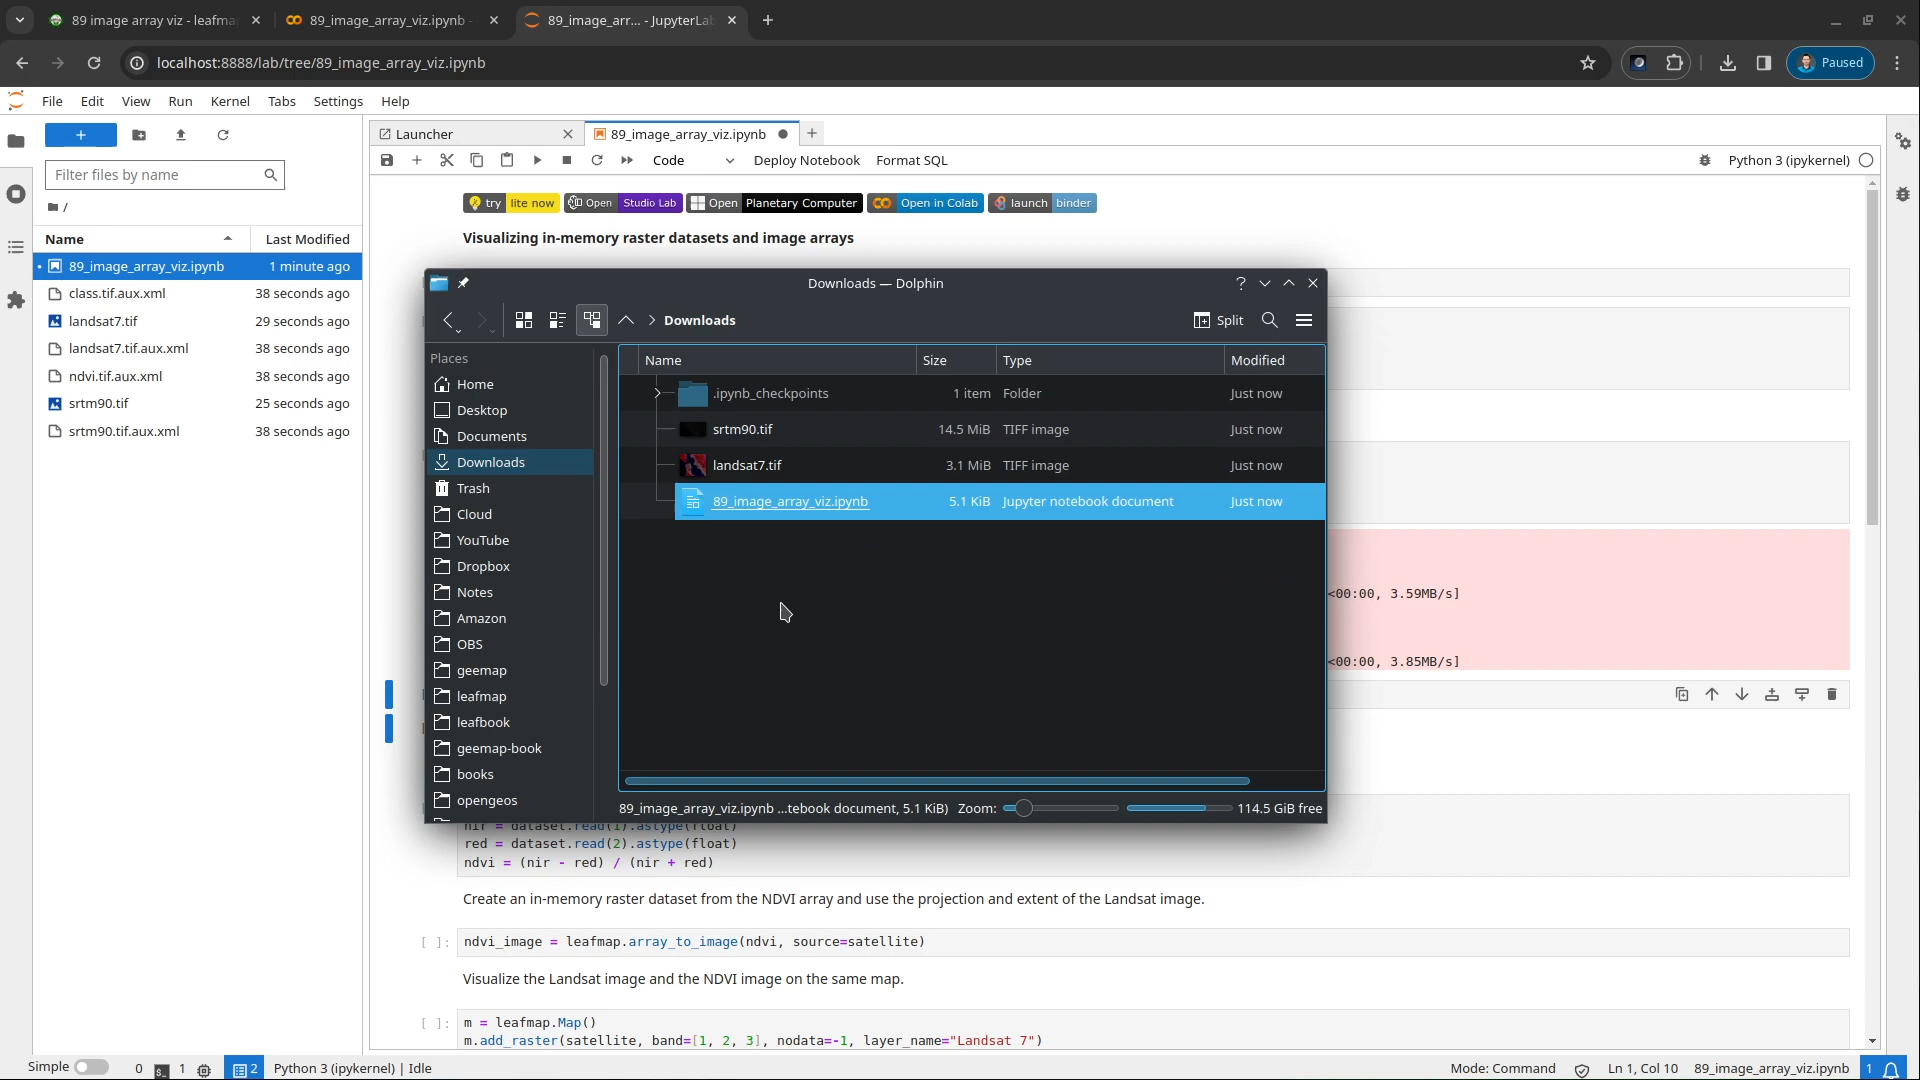 89 image array viz - leafma
89_image_array_viz.ipynb -
89_image_arr... - JupyterLab
localhost:8888/lab/tree/89_image_array_viz.ipynb
Paused
File Edit View Run Kernel Tabs Settings Help
Launcher
89_image_array_viz.ipynb
Code
Deploy Notebook
Format SQL
Python 3 (ipykernel)
Filter files by name
/
Name Last Modified
89_image_array_viz.ipynb 1 minute ago
class.tif.aux.xml 38 seconds ago
landsat7.tif 29 seconds ago
landsat7.tif.aux.xml 38 seconds ago
ndvi.tif.aux.xml 38 seconds ago
srtm90.tif 25 seconds ago
srtm90.tif.aux.xml 38 seconds ago
try lite now Open Studio Lab Open Planetary Computer Open in Colab launch binder
Visualizing in-memory raster datasets and image arrays
Downloads — Dolphin
Downloads
Split
Places
Home
Desktop
Documents
Downloads
Trash
Cloud
YouTube
Dropbox
Notes
Amazon
OBS
geemap
leafmap
leafbook
geemap-book
books
opengeos
Name Size Type Modified
.ipynb_checkpoints 1 item Folder Just now
srtm90.tif 14.5 MiB TIFF image Just now
landsat7.tif 3.1 MiB TIFF image Just now
89_image_array_viz.ipynb 5.1 KiB Jupyter notebook document Just now
89_image_array_viz.ipynb ...tebook document, 5.1 KiB) Zoom: 114.5 GiB free
<00:00, 3.59MB/s]
<00:00, 3.85MB/s]
nir = dataset.read(1).astype(float)
red = dataset.read(2).astype(float)
ndvi = (nir - red) / (nir + red)
Create an in-memory raster dataset from the NDVI array and use the projection and extent of the Landsat image.
[ ]: ndvi_image = leafmap.array_to_image(ndvi, source=satellite)
Visualize the Landsat image and the NDVI image on the same map.
[ ]: m = leafmap.Map()
m.add_raster(satellite, band=[1, 2, 3], nodata=-1, layer_name="Landsat 7")
Simple 0 1 2 Python 3 (ipykernel) | Idle
Mode: Command Ln 1, Col 10 89_image_array_viz.ipynb 1